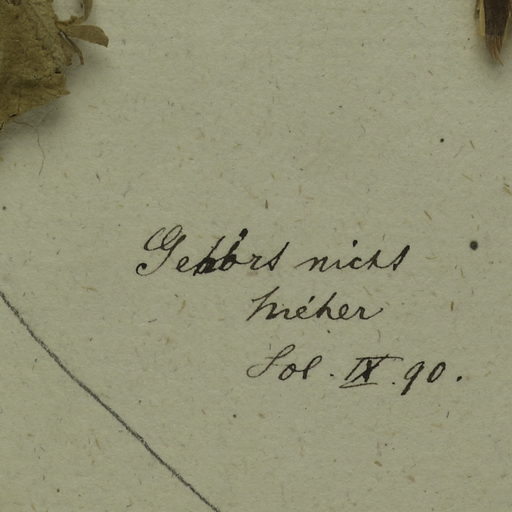 Gehört nicht
hieher
Sol. IX. 90.